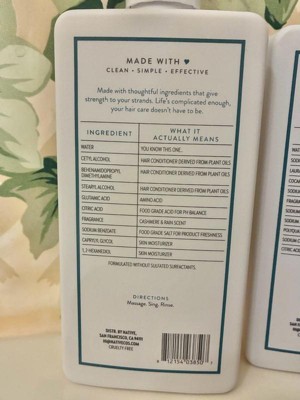 MADE WITH ♥
CLEAN • SIMPLE • EFFECTIVE
Made with thoughtful ingredients that give
strength to your strands. Life's complicated enough,
your hair care doesn't have to be.
INGREDIENT WHAT IT ACTUALLY MEANS
WATER YOU KNOW THIS ONE.
CETYL ALCOHOL HAIR CONDITIONER DERIVED FROM PLANT OILS
BEHENAMIDOPROPYL DIMETHYLAMINE HAIR CONDITIONER DERIVED FROM PLANT OILS
STEARYL ALCOHOL HAIR CONDITIONER DERIVED FROM PLANT OILS
GLUTAMIC ACID AMINO ACID
CITRIC ACID FOOD GRADE ACID FOR PH BALANCE
FRAGRANCE CASHMERE & RAIN SCENT
SODIUM BENZOATE FOOD GRADE SALT FOR PRODUCT FRESHNESS
CAPRYLYL GLYCOL SKIN MOISTURIZER
1,2-HEXANEDIOL SKIN MOISTURIZER
FORMULATED WITHOUT SULFATED SURFACTANTS.
DIRECTIONS
Massage. Sing. Rinse.
DISTR. BY NATIVE,
SAN FRANCISCO, CA 94111
CRUELTY FREE